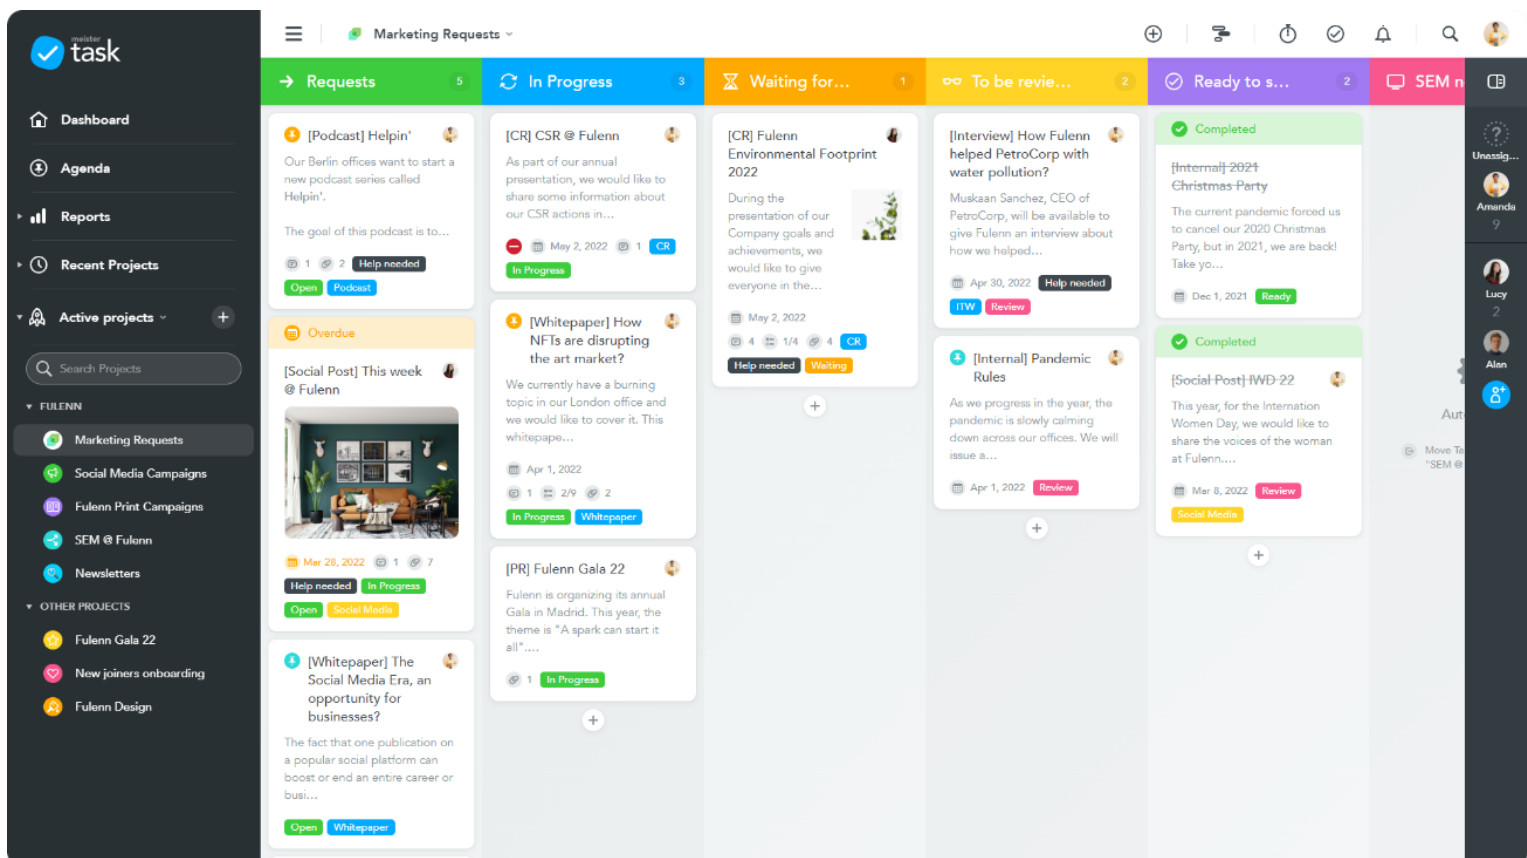 meister
task
Dashboard
Agenda
Reports
Recent Projects
Active projects
Search Projects
FULENN
Marketing Requests
Social Media Campaigns
Fulenn Print Campaigns
SEM @ Fulenn
Newsletters
OTHER PROJECTS
Fulenn Gala 22
New joiners onboarding
Fulenn Design
Marketing Requests
Requests 5
[Podcast] Helpin'
Our Berlin offices want to start a
new podcast series called
Helpin'.
The goal of this podcast is to...
1 2 Help needed
Open Podcast
Overdue
[Social Post] This week
@ Fulenn
Mar 28, 2022 1 7
Help needed In Progress
Open Social Media
[Whitepaper] The
Social Media Era, an
opportunity for
businesses?
The fact that one publication on
a popular social platform can
boost or end an entire career or
busi...
Open Whitepaper
In Progress 3
[CR] CSR @ Fulenn
As part of our annual
presentation, we would like to
share some information about
our CSR actions in...
May 2, 2022 1 CR
In Progress
[Whitepaper] How
NFTs are disrupting
the art market?
We currently have a burning
topic in our London office and
we would like to cover it. This
whitepape...
Apr 1, 2022
1 2/9 2
In Progress Whitepaper
[PR] Fulenn Gala 22
Fulenn is organizing its annual
Gala in Madrid. This year, the
theme is "A spark can start it
all"....
1 In Progress
Waiting for... 1
[CR] Fulenn
Environmental Footprint
2022
During the
presentation of our
Company goals and
achievements, we
would like to give
everyone in the...
May 2, 2022
4 1/4 4 CR
Help needed Waiting
To be revie... 2
[Interview] How Fulenn
helped PetroCorp with
water pollution?
Muskaan Sanchez, CEO of
PetroCorp, will be available to
give Fulenn an interview about
how we helped...
Apr 30, 2022 Help needed
ITW Review
[Internal] Pandemic
Rules
As we progress in the year, the
pandemic is slowly calming
down across our offices. We will
issue a...
Apr 1, 2022 Review
Ready to s... 2
Completed
[Internal] 2021
Christmas Party
The current pandemic forced us
to cancel our 2020 Christmas
Party, but in 2021, we are back!
Take yo...
Dec 1, 2021 Ready
Completed
[Social Post] IWD 22
This year, for the Internation
Women Day, we would like to
share the voices of the woman
at Fulenn....
Mar 8, 2022 Review
Social Media
SEM n
Aut
Move Ta
"SEM @
?
Unassig...
Amanda
9
Lucy
2
Alan